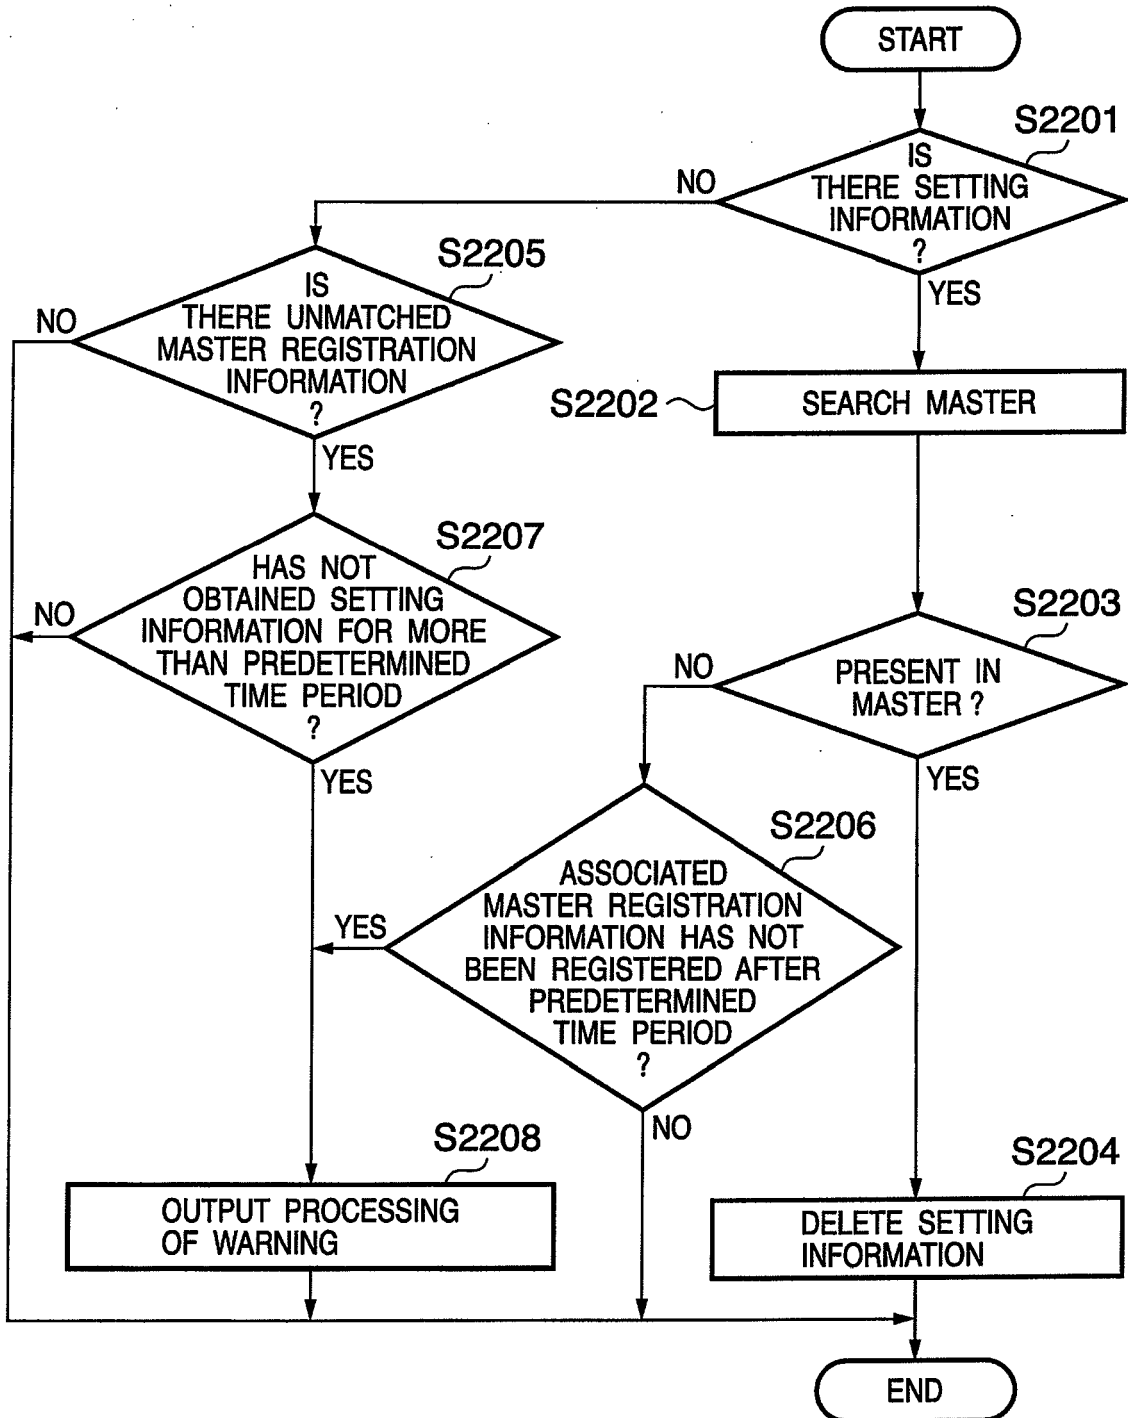 START
S2201
IS
THERE SETTING
INFORMATION
?
NO
YES
S2205
IS
THERE UNMATCHED
MASTER REGISTRATION
INFORMATION
?
NO
YES
S2202
SEARCH MASTER
S2207
HAS NOT
OBTAINED SETTING
INFORMATION FOR MORE
THAN PREDETERMINED
TIME PERIOD
?
NO
YES
S2203
PRESENT IN
MASTER ?
NO
YES
S2206
ASSOCIATED
MASTER REGISTRATION
INFORMATION HAS NOT
BEEN REGISTERED AFTER
PREDETERMINED
TIME PERIOD
?
YES
NO
S2208
OUTPUT PROCESSING
OF WARNING
S2204
DELETE SETTING
INFORMATION
END